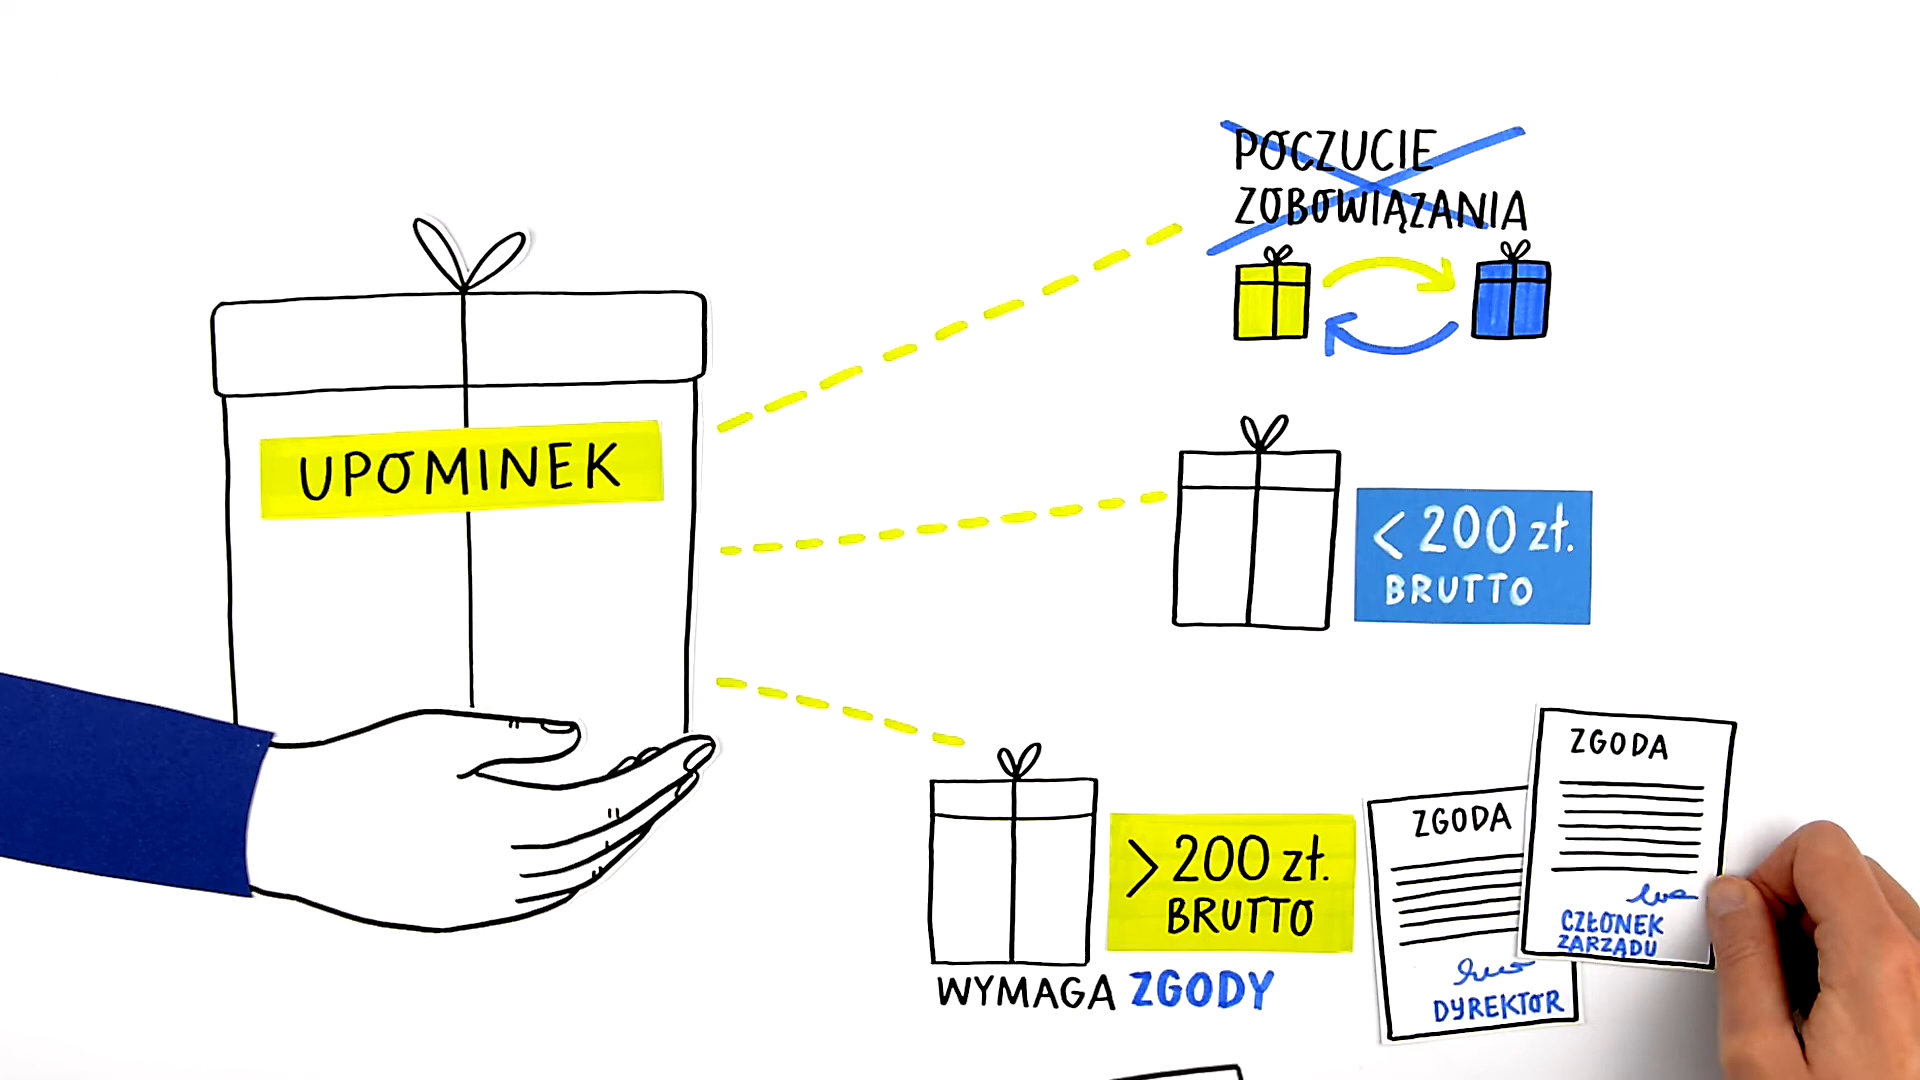 POCZUCIE
ZOBOWIĄZANIA
UPOMINEK
< 200 zł.
BRUTTO
> 200 zł.
BRUTTO
WYMAGA ZGODY
ZGODA
DYREKTOR
ZGODA
CZŁONEK
ZARZĄDU